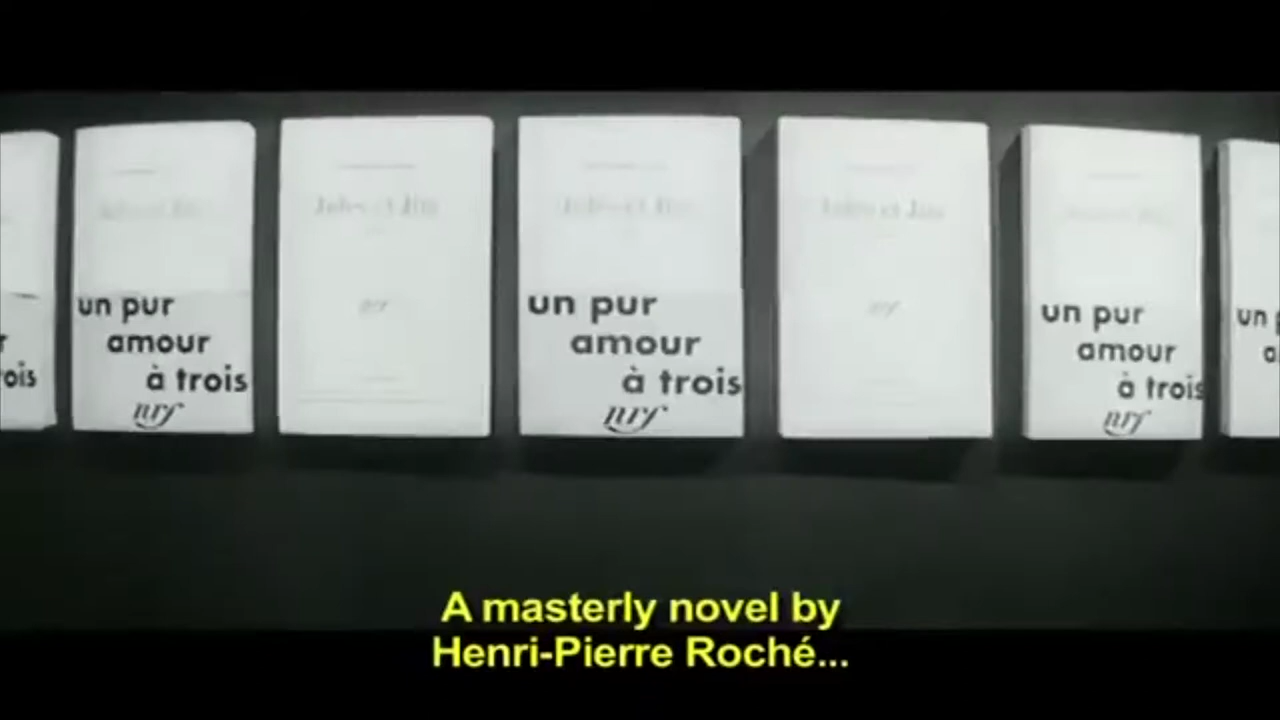 un pur
amour
à trois
nrf
un pur
amour
à trois
nrf
un pur
amour
à trois
nrf
un
A masterly novel by
Henri-Pierre Roché...